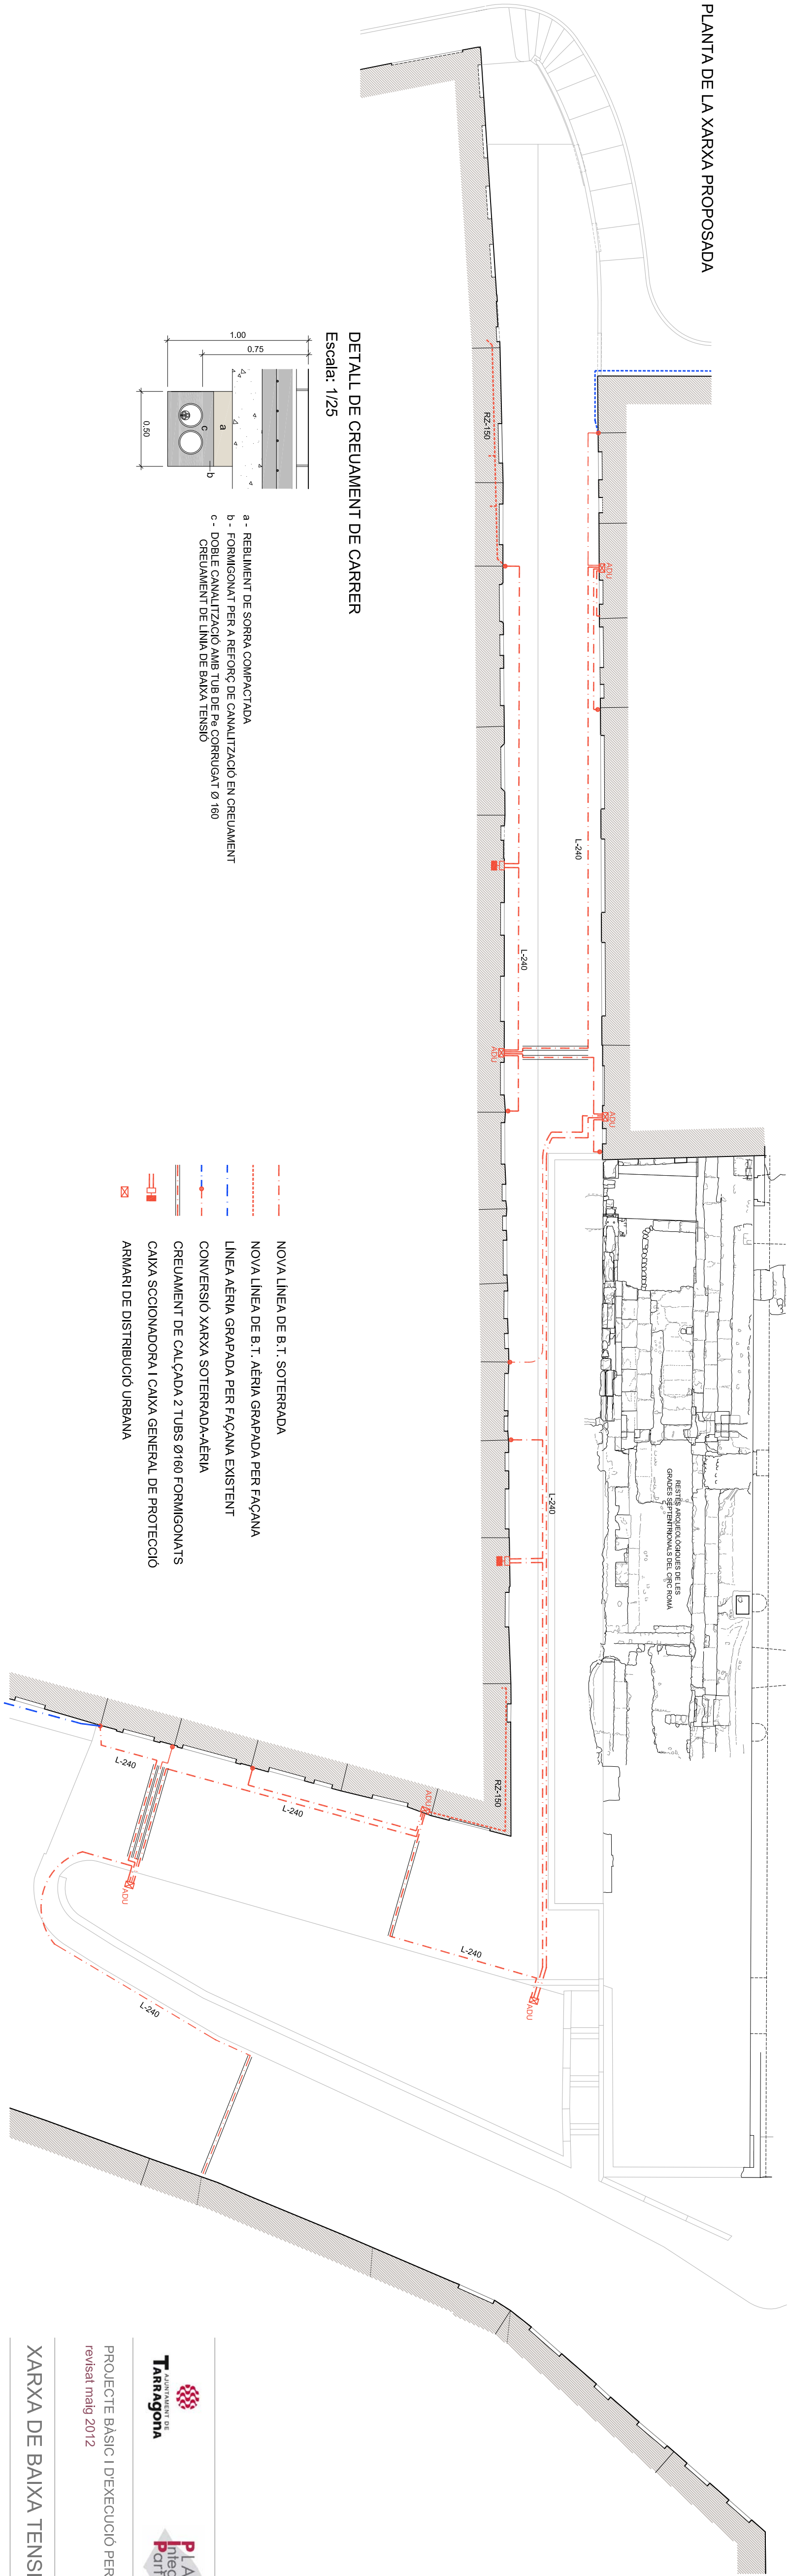 PLANTA DE LA XARXA PROPOSADA
RZ-150
ADU
L-240
L-240
ADU
ADU
L-240
RESTES ARQUEOLÒGIQUES DE LES
GRADES SEPTENTRIONALS DEL CIRC ROMÀ
RZ-150
ADU
L-240
L-240
ADU
L-240
ADU
L-240
DETALL DE CREUAMENT DE CARRER
Escala: 1/25
1.00
0.75
0.50
a
b
c
a - REBLIMENT DE SORRA COMPACTADA
b - FORMIGONAT PER A REFORÇ DE CANALITZACIÓ EN CREUAMENT
c - DOBLE CANALITZACIÓ AMB TUB DE Pe CORRUGAT Ø 160
CREUAMENT DE LÍNIA DE BAIXA TENSIÓ
NOVA LÍNEA DE B.T. SOTERRADA
NOVA LÍNEA DE B.T. AÈRIA GRAPADA PER FAÇANA
LÍNEA AÈRIA GRAPADA PER FAÇANA EXISTENT
CONVERSIÓ XARXA SOTERRADA-AÈRIA
CREUAMENT DE CALÇADA 2 TUBS Ø160 FORMIGONATS
CAIXA SCCIONADORA I CAIXA GENERAL DE PROTECCIÓ
ARMARI DE DISTRIBUCIÓ URBANA
AJUNTAMENT DE
TARRAGONA
PROJECTE BÀSIC I D'EXECUCIÓ PER
revisat maig 2012
XARXA DE BAIXA